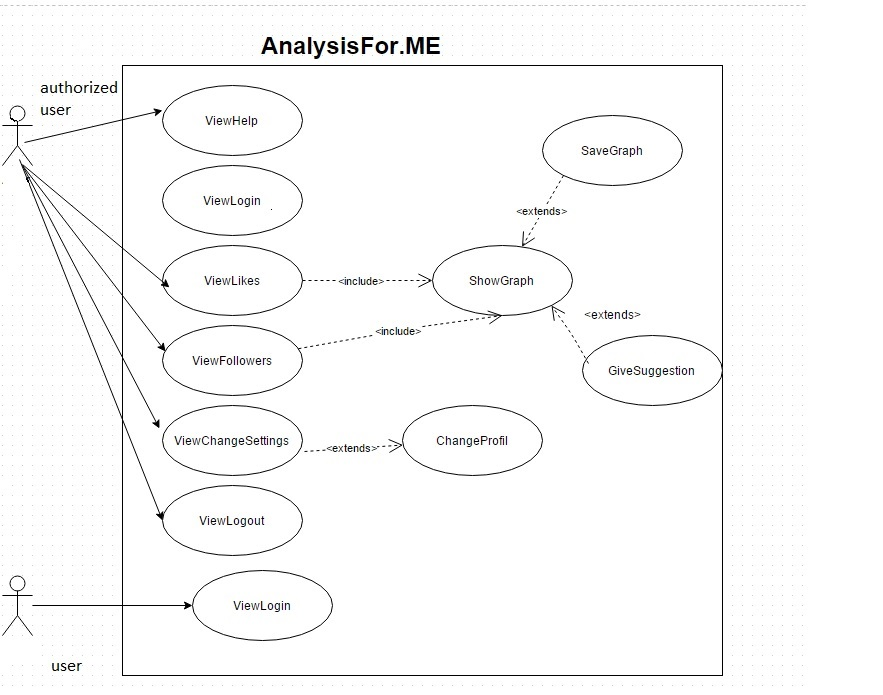 AnalysisFor.ME
authorized
user
ViewHelp
SaveGraph
ViewLogin
<extends>
ViewLikes
<include>
ShowGraph
<extends>
<include>
ViewFollowers
GiveSuggestion
ViewChangeSettings
<extends>
ChangeProfil
ViewLogout
ViewLogin
user